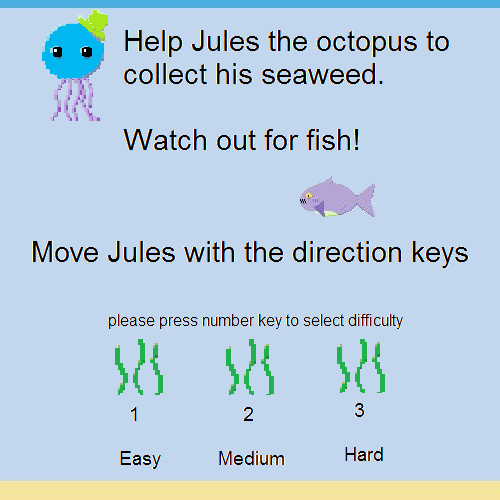 Help Jules the octopus to
collect his seaweed.
Watch out for fish!
Move Jules with the direction keys
please press number key to select difficulty
1 2 3
Easy Medium Hard